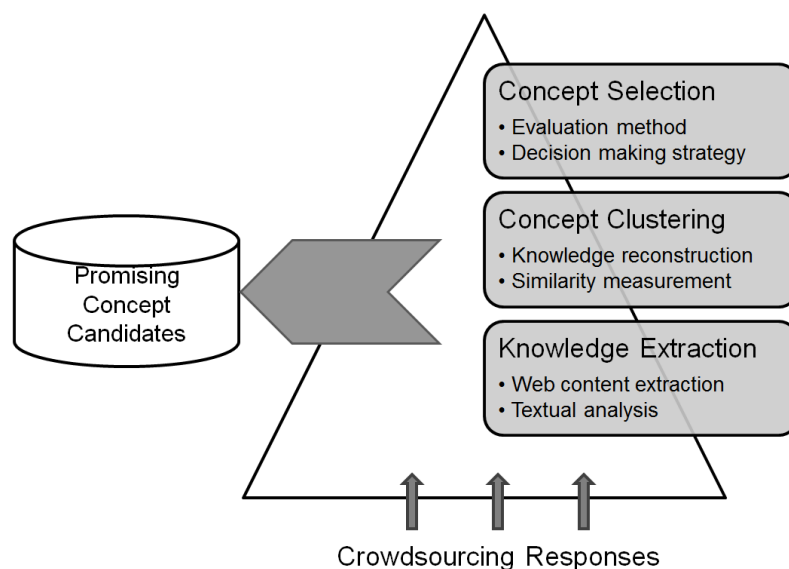 Concept Selection
• Evaluation method
• Decision making strategy
Concept Clustering
• Knowledge reconstruction
• Similarity measurement
Promising
Concept
Candidates
Knowledge Extraction
• Web content extraction
• Textual analysis
Crowdsourcing Responses